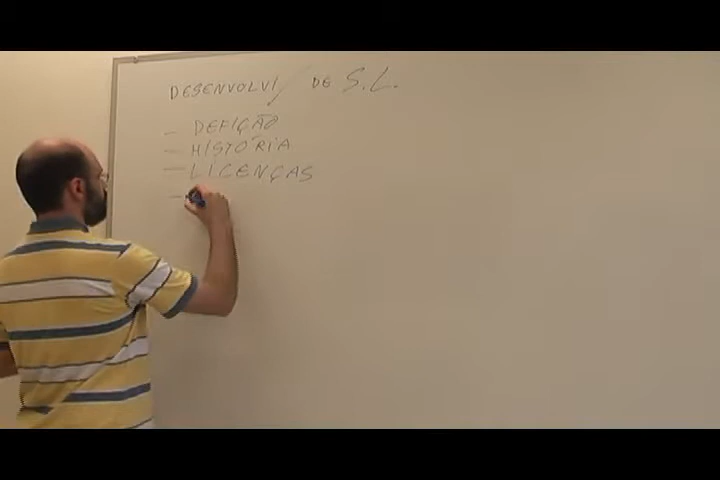 DESENVOLVI/ DE S.L.
- DEFIÇÃO
- HISTÓRIA
- LICENÇAS
-